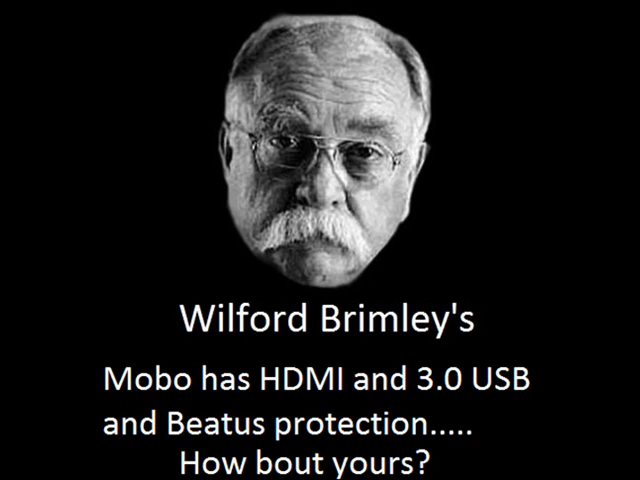 Wilford Brimley's
Mobo has HDMI and 3.0 USB
and Beatus protection.....
How bout yours?